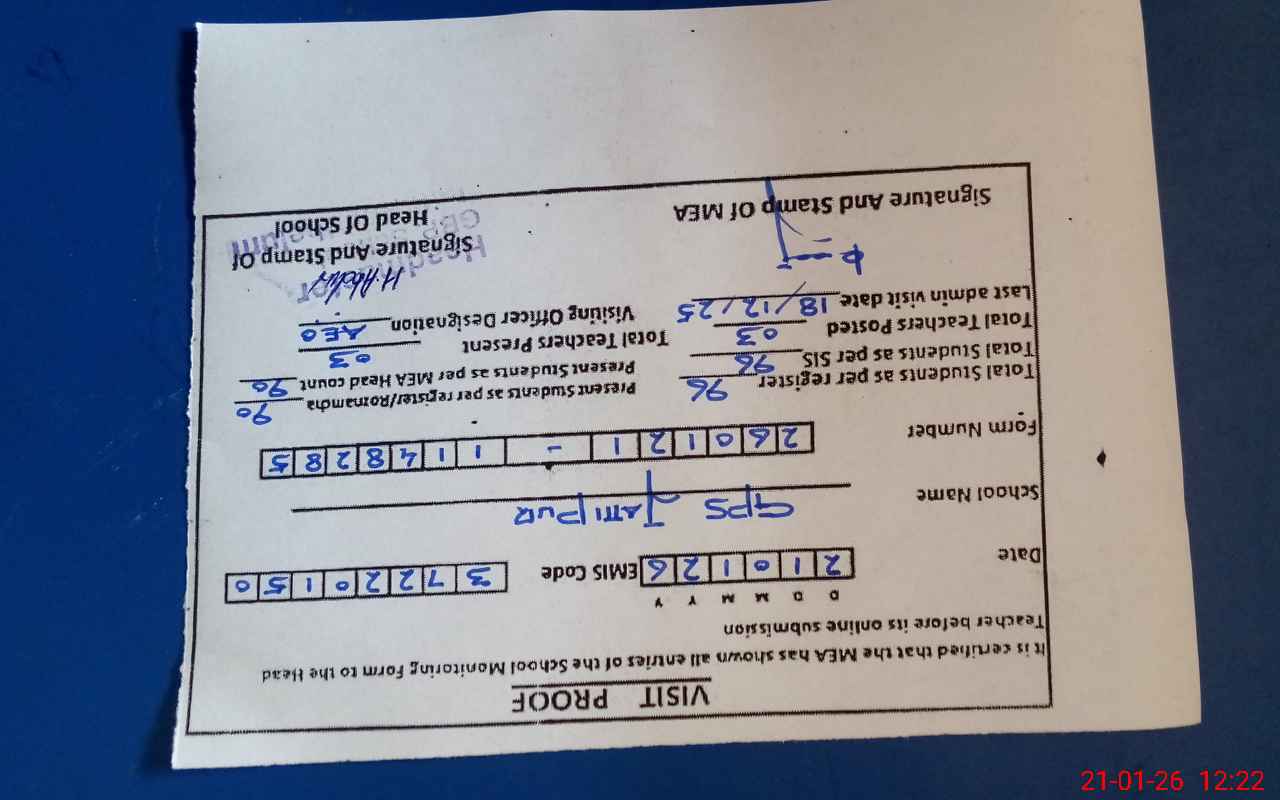 VISIT PROOF
It is certified that the MEA has shown all entries of the School Monitoring Form to the Head
Teacher before its online submission
D D M M Y Y
Date 2 1 0 1 2 6 EMIS Code 3 7 2 2 0 1 5 0
School Name GPS JATTIPUR
Form Number 2 6 0 1 2 1 - 1 1 4 8 2 8 5
Total Students as per register 96 Present Students as per register/Roznamcha 90
Total Students as per SIS 96 Present Students as per MEA Head count 90
Total Teachers Posted 03 Total Teachers Present 03
Last admin visit date 18/12/25 Visiting Officer Designation AEO
Headmaster
Signature And Stamp Of MEA Signature And Stamp Of
Head Of School
21-01-26 12:22